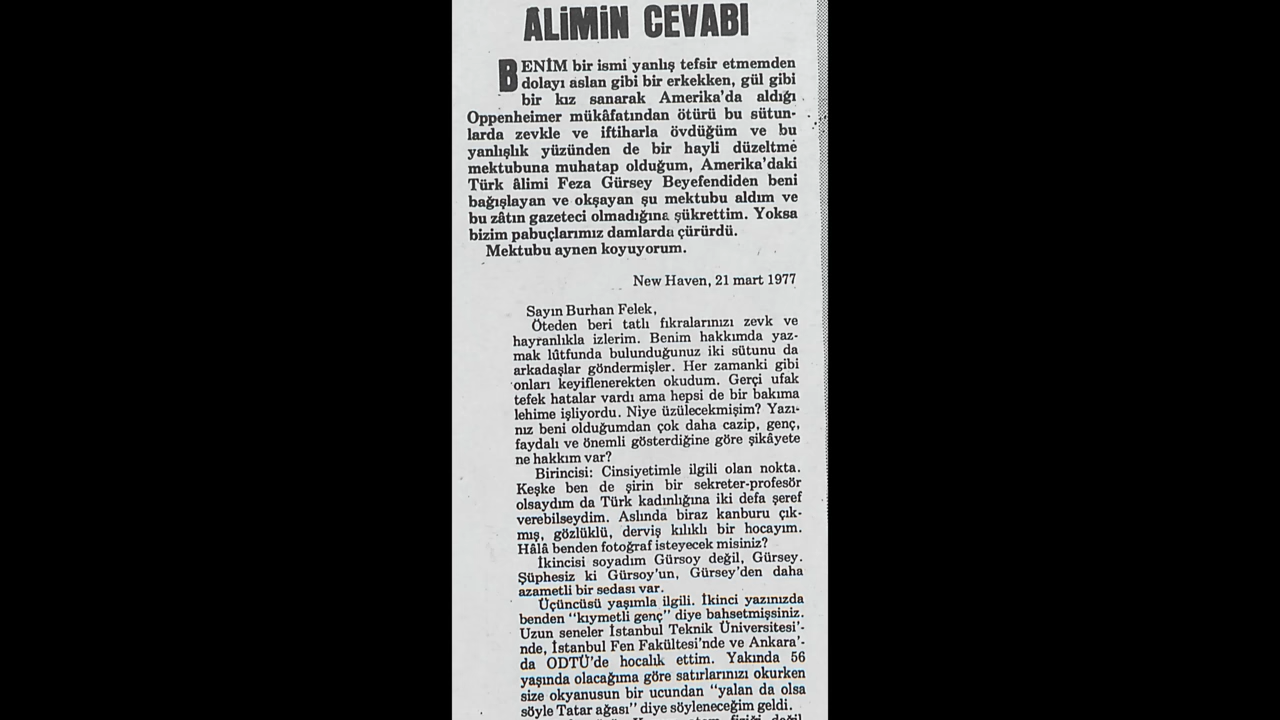 ALİMİN CEVABI
BENİM bir ismi yanlış tefsir etmemden
dolayı aslan gibi bir erkekken, gül gibi
bir kız sanarak Amerika'da aldığı
Oppenheimer mükâfatından ötürü bu sütun-
larda zevkle ve iftiharla övdüğüm ve bu
yanlışlık yüzünden de bir hayli düzeltme
mektubuna muhatap olduğum, Amerika'daki
Türk âlimi Feza Gürsey Beyefendiden beni
bağışlayan ve okşayan şu mektubu aldım ve
bu zâtın gazeteci olmadığına şükrettim. Yoksa
bizim pabuçlarımız damlarda çürürdü.
Mektubu aynen koyuyorum.
New Haven, 21 mart 1977
Sayın Burhan Felek,
Öteden beri tatlı fıkralarınızı zevk ve
hayranlıkla izlerim. Benim hakkımda yaz-
mak lûtfunda bulunduğunuz iki sütunu da
arkadaşlar göndermişler. Her zamanki gibi
onları keyiflenerekten okudum. Gerçi ufak
tefek hatalar vardı ama hepsi de bir bakıma
lehime işliyordu. Niye üzülecekmişim? Yazı-
nız beni olduğumdan çok daha cazip, genç,
faydalı ve önemli gösterdiğine göre şikâyete
ne hakkım var?
Birincisi: Cinsiyetimle ilgili olan nokta.
Keşke ben de şirin bir sekreter-profesör
olsaydım da Türk kadınlığına iki defa şeref
verebilseydim. Aslında biraz kanburu çık-
mış, gözlüklü, derviş kılıklı bir hocayım.
Hâlâ benden fotoğraf isteyecek misiniz?
İkincisi soyadım Gürsoy değil, Gürsey.
Şüphesiz ki Gürsoy'un, Gürsey'den daha
azametli bir sedası var.
Üçüncüsü yaşımla ilgili. İkinci yazınızda
benden "kıymetli genç" diye bahsetmişsiniz.
Uzun seneler İstanbul Teknik Üniversitesi'-
nde, İstanbul Fen Fakültesi'nde ve Ankara'-
da ODTÜ'de hocalık ettim. Yakında 56
yaşında olacağıma göre satırlarınızı okurken
size okyanusun bir ucundan "yalan da olsa
söyle Tatar ağası" diye söyleneceğim geldi.